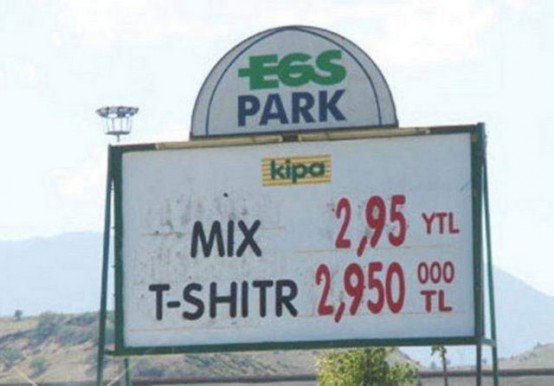 EGS
PARK
kipa
MIX 2,95 YTL
T-SHITR 2,950 000 TL